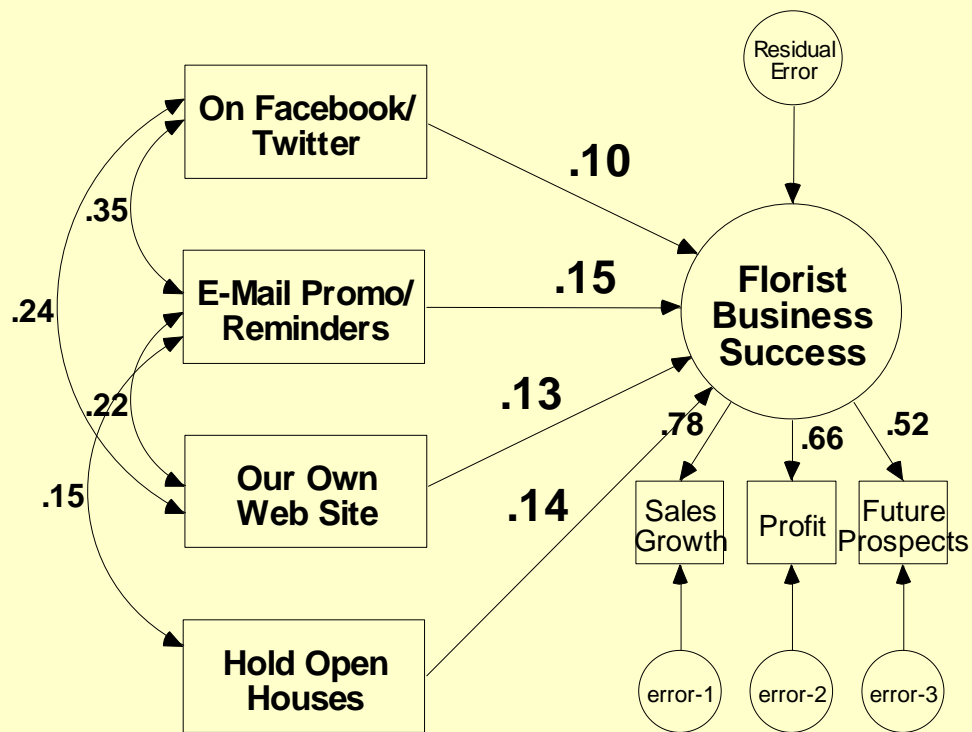 Residual
Error
On Facebook/
Twitter
.10
.35
E-Mail Promo/
Reminders
.15
Florist
Business
Success
.24
.22
.13
.78
.66
.52
Our Own
Web Site
.15
.14
Sales
Growth
Profit
Future
Prospects
Hold Open
Houses
error-1
error-2
error-3